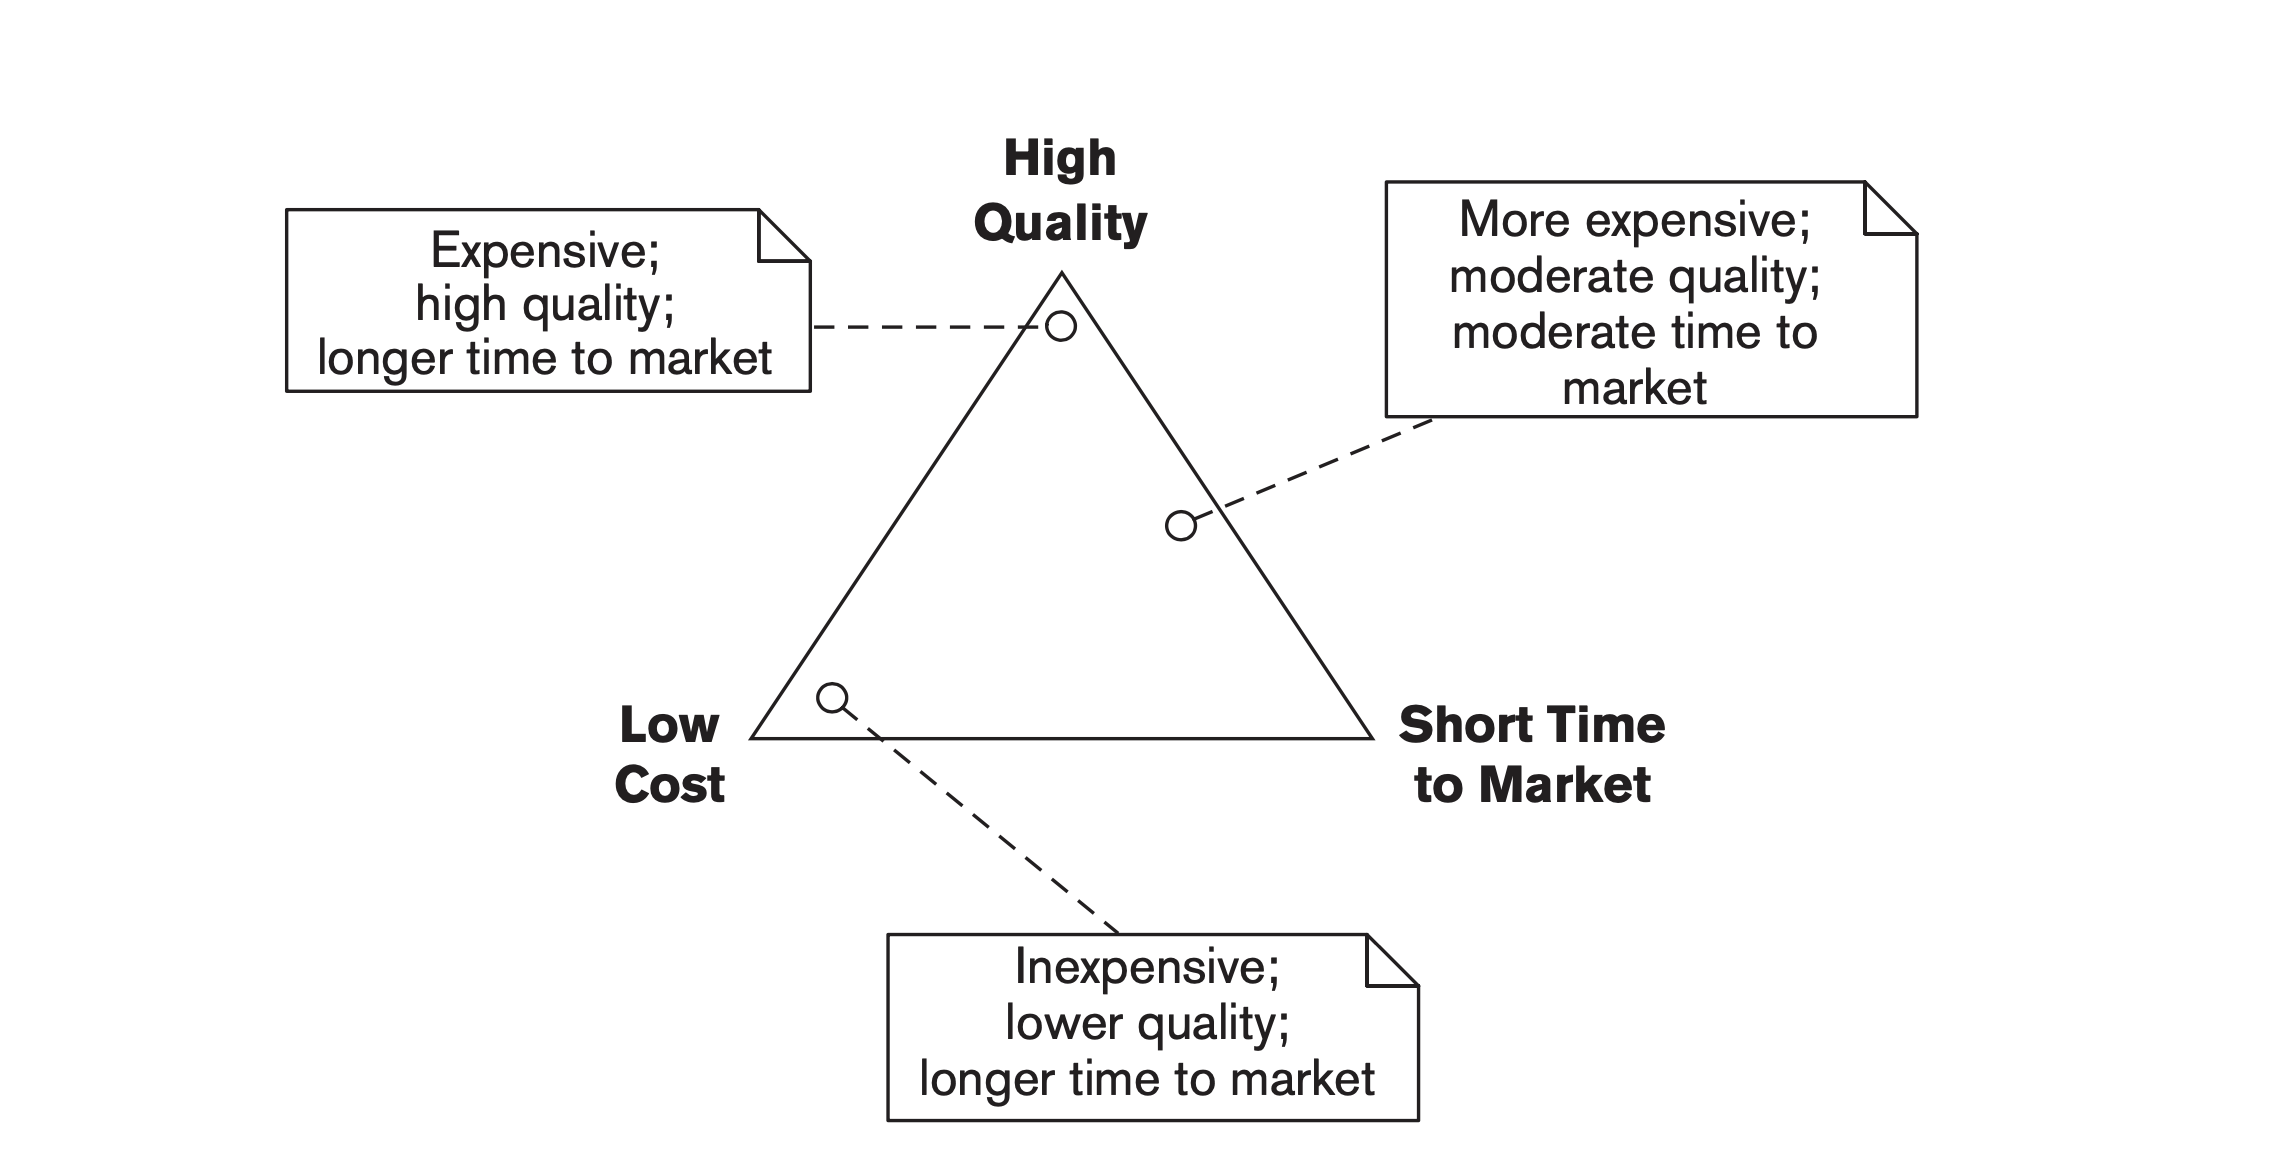 High
Quality
Expensive;
high quality;
longer time to market
More expensive;
moderate quality;
moderate time to
market
Low
Cost
Short Time
to Market
Inexpensive;
lower quality;
longer time to market